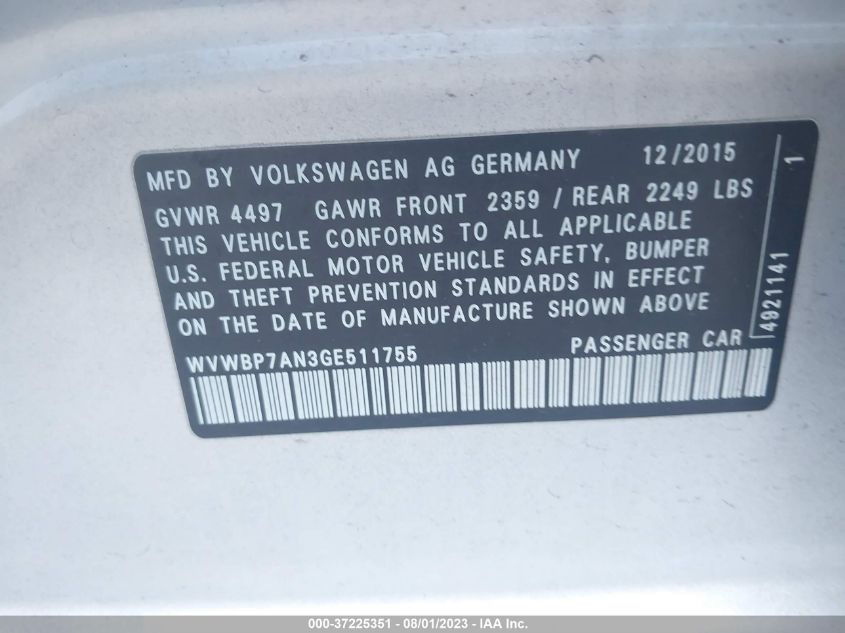 MFD BY VOLKSWAGEN AG GERMANY 12/2015
GVWR 4497 GAWR FRONT 2359 / REAR 2249 LBS
THIS VEHICLE CONFORMS TO ALL APPLICABLE
U.S. FEDERAL MOTOR VEHICLE SAFETY, BUMPER
AND THEFT PREVENTION STANDARDS IN EFFECT
ON THE DATE OF MANUFACTURE SHOWN ABOVE
WVWBP7AN3GE511755 PASSENGER CAR
4921141 1
000-37225351 - 08/01/2023 - IAA Inc.